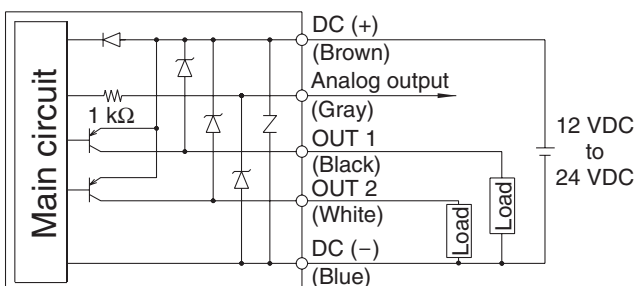 Main circuit
1 kΩ
DC (+)
(Brown)
Analog output
(Gray)
OUT 1
(Black)
OUT 2
(White)
DC (−)
(Blue)
Load
Load
12 VDC
to
24 VDC